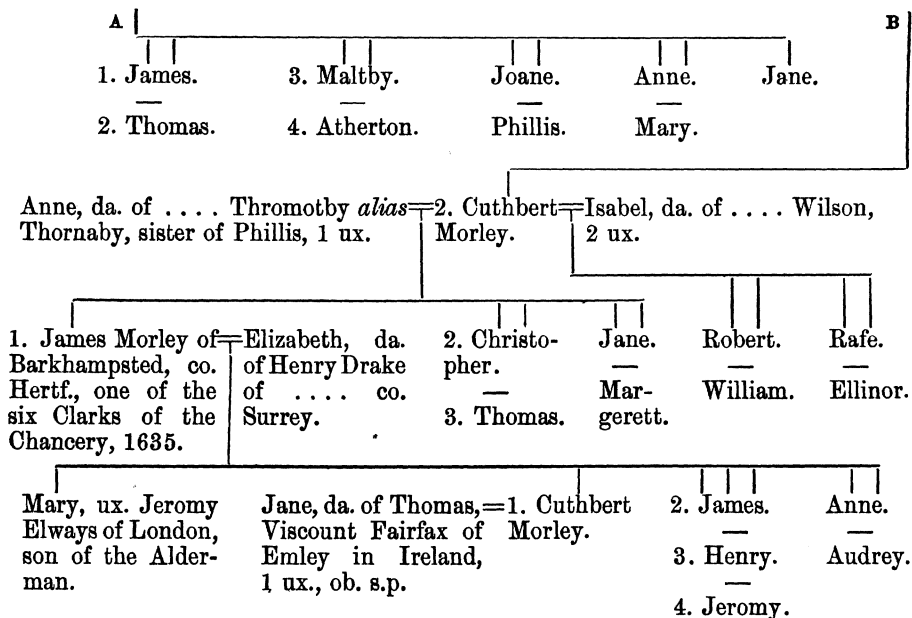 A B
1. James. 3. Maltby. Joane. Anne. Jane.
2. Thomas. 4. Atherton. Phillis. Mary.
Anne, da. of .... Thromotby alias=2. Cuthbert=Isabel, da. of .... Wilson,
Thornaby, sister of Phillis, 1 ux. Morley. 2 ux.
1. James Morley of=Elizabeth, da. 2. Christo- Jane. Robert. Rafe.
Barkhampsted, co. of Henry Drake pher.
Hertf., one of the of .... co. Mar- William. Ellinor.
six Clarks of the Surrey. 3. Thomas. gerett.
Chancery, 1635.
Mary, ux. Jeromy Jane, da. of Thomas,=1. Cuthbert 2. James. Anne.
Elways of London, Viscount Fairfax of Morley.
son of the Alder- Emley in Ireland, 3. Henry. Audrey.
man. 1 ux., ob. s.p.
4. Jeromy.